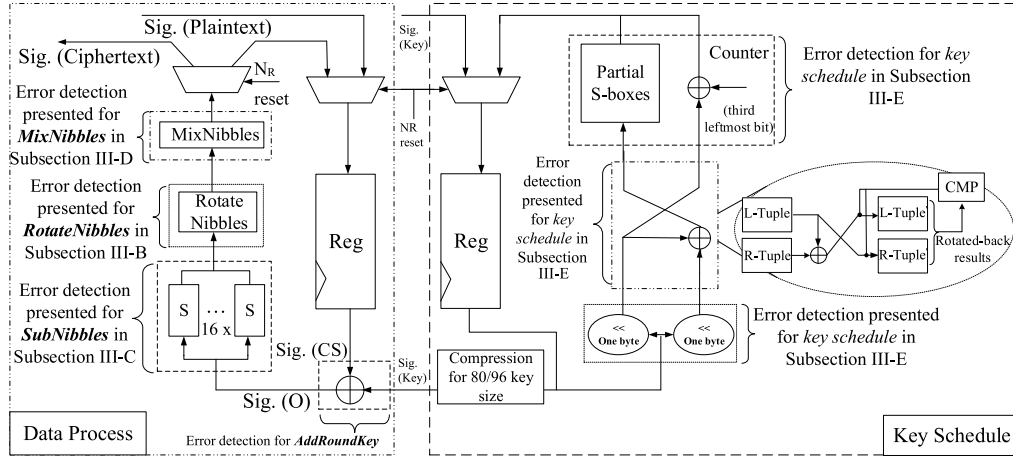 Sig. (Plaintext)
Sig. (Ciphertext)
N_R
reset
Error detection
presented for
MixNibbles in
Subsection III-D
MixNibbles
Error detection
presented for
RotateNibbles in
Subsection III-B
Rotate
Nibbles
Error detection
presented for
SubNibbles in
Subsection III-C
S
...
S
16 x
Reg
Sig. (CS)
Sig. (O)
Error detection for AddRoundKey
Data Process
Sig.
(Key)
NR
reset
Sig.
(Key)
Reg
Compression
for 80/96 key
size
Partial
S-boxes
Counter
(third
leftmost bit)
Error detection for key
schedule in Subsection
III-E
Error
detection
presented
for key
schedule in
Subsection
III-E
<<
One byte
<<
One byte
Error detection presented
for key schedule in
Subsection III-E
L-Tuple
R-Tuple
L-Tuple'
R-Tuple'
CMP
Rotated-back
results
Key Schedule